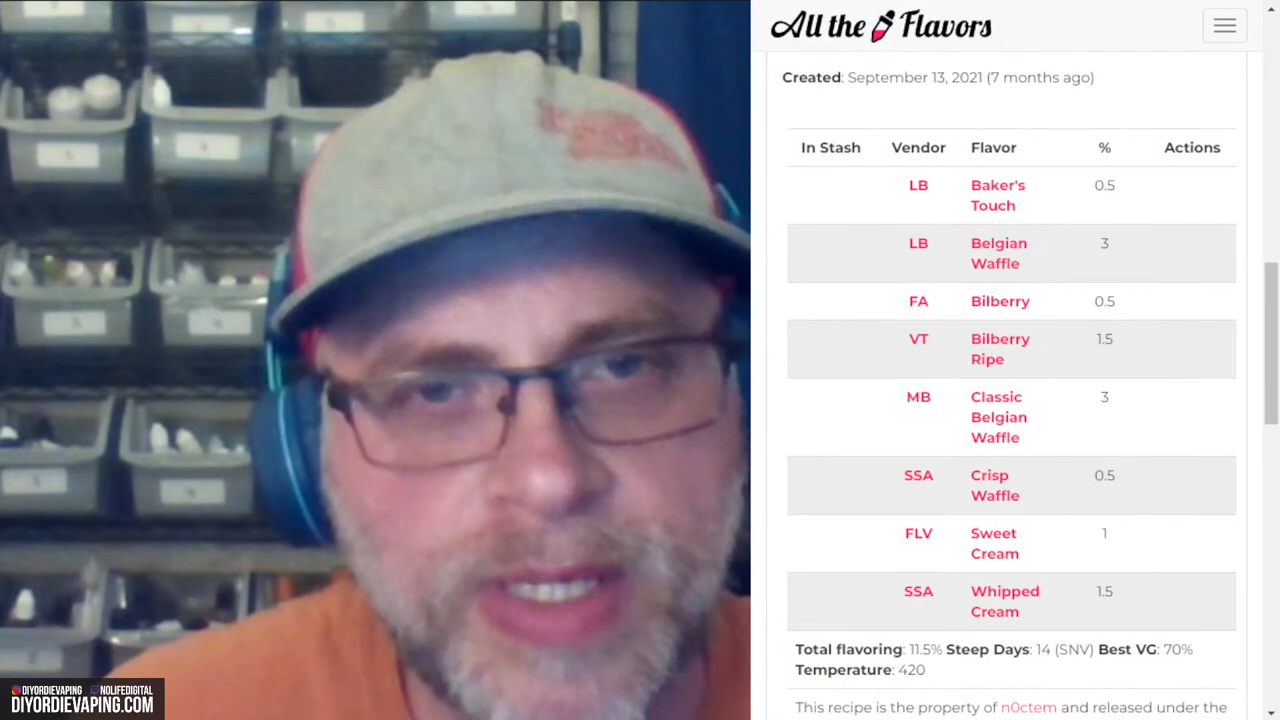 All the Flavors
Created: September 13, 2021 (7 months ago)
In Stash Vendor Flavor % Actions
LB Baker's Touch 0.5
LB Belgian Waffle 3
FA Bilberry 0.5
VT Bilberry Ripe 1.5
MB Classic Belgian Waffle 3
SSA Crisp Waffle 0.5
FLV Sweet Cream 1
SSA Whipped Cream 1.5
Total flavoring: 11.5% Steep Days: 14 (SNV) Best VG: 70%
Temperature: 420
This recipe is the property of n0ctem and released under the
DIYORDIEVAPING NOLIFEDIGITAL
DIYORDIEVAPING.COM